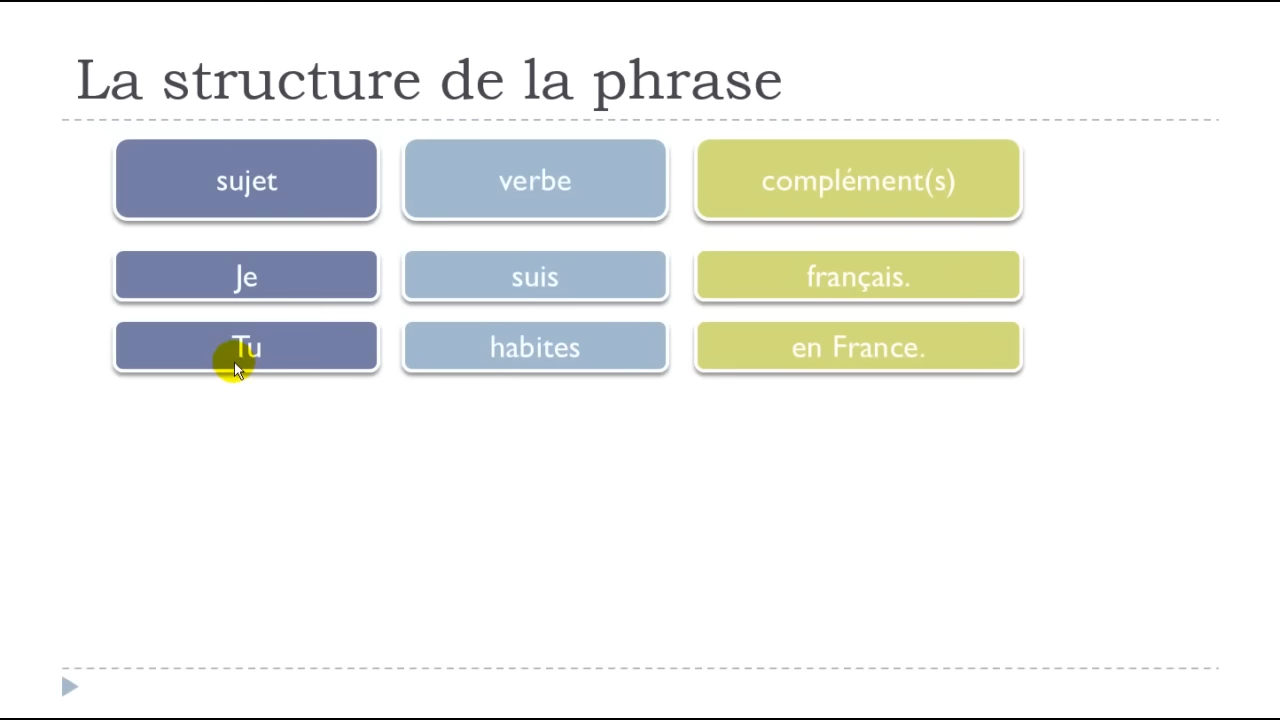 La structure de la phrase
sujet verbe complément(s)
Je suis français.
Tu habites en France.